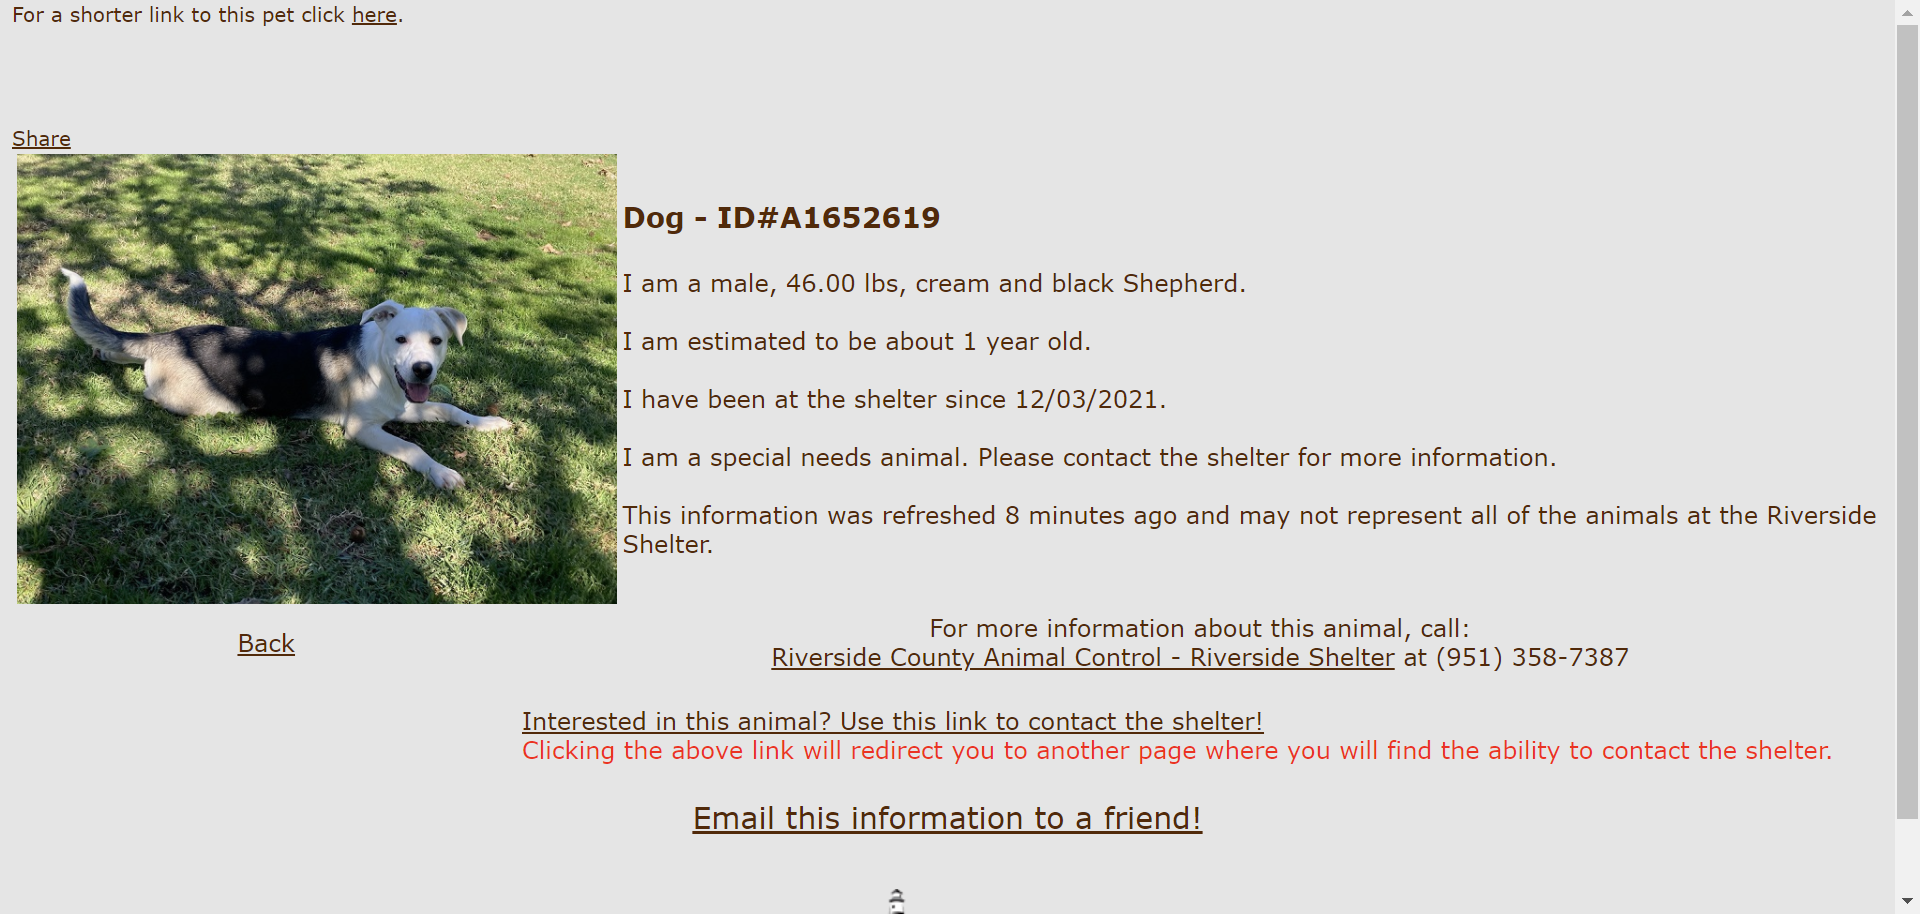 For a shorter link to this pet click here.
Share
Dog - ID#A1652619
I am a male, 46.00 lbs, cream and black Shepherd.
I am estimated to be about 1 year old.
I have been at the shelter since 12/03/2021.
I am a special needs animal. Please contact the shelter for more information.
This information was refreshed 8 minutes ago and may not represent all of the animals at the Riverside
Shelter.
Back
For more information about this animal, call:
Riverside County Animal Control - Riverside Shelter at (951) 358-7387
Interested in this animal? Use this link to contact the shelter!
Clicking the above link will redirect you to another page where you will find the ability to contact the shelter.
Email this information to a friend!